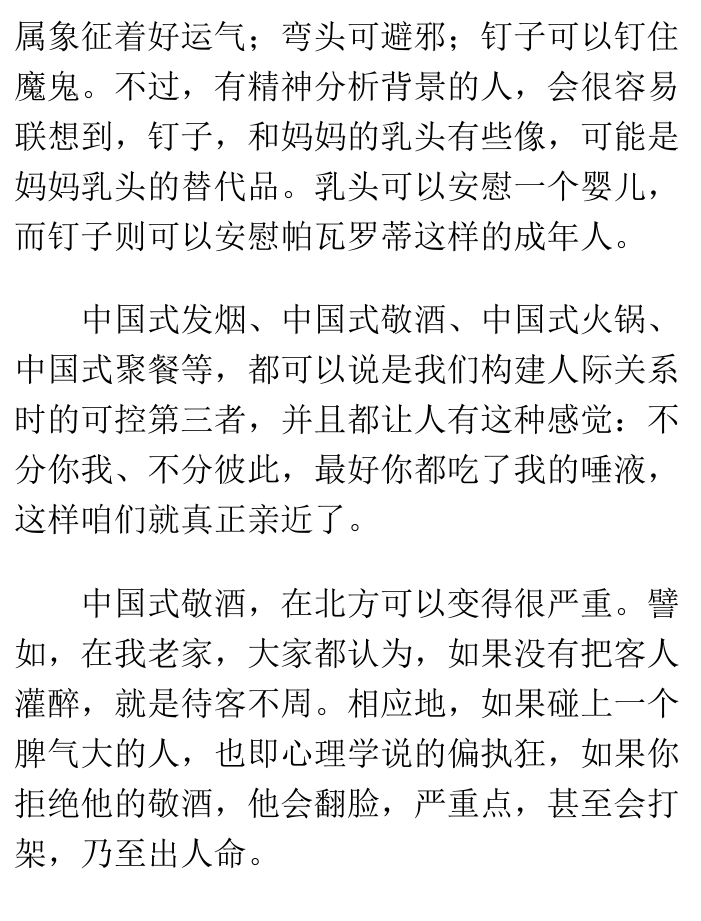 属象征着好运气；弯头可避邪；钉子可以钉住
魔鬼。不过，有精神分析背景的人，会很容易
联想到，钉子，和妈妈的乳头有些像，可能是
妈妈乳头的替代品。乳头可以安慰一个婴儿，
而钉子则可以安慰帕瓦罗蒂这样的成年人。
中国式发烟、中国式敬酒、中国式火锅、
中国式聚餐等，都可以说是我们构建人际关系
时的可控第三者，并且都让人有这种感觉：不
分你我、不分彼此，最好你都吃了我的唾液，
这样咱们就真正亲近了。
中国式敬酒，在北方可以变得很严重。譬
如，在我老家，大家都认为，如果没有把客人
灌醉，就是待客不周。相应地，如果碰上一个
脾气大的人，也即心理学说的偏执狂，如果你
拒绝他的敬酒，他会翻脸，严重点，甚至会打
架，乃至出人命。